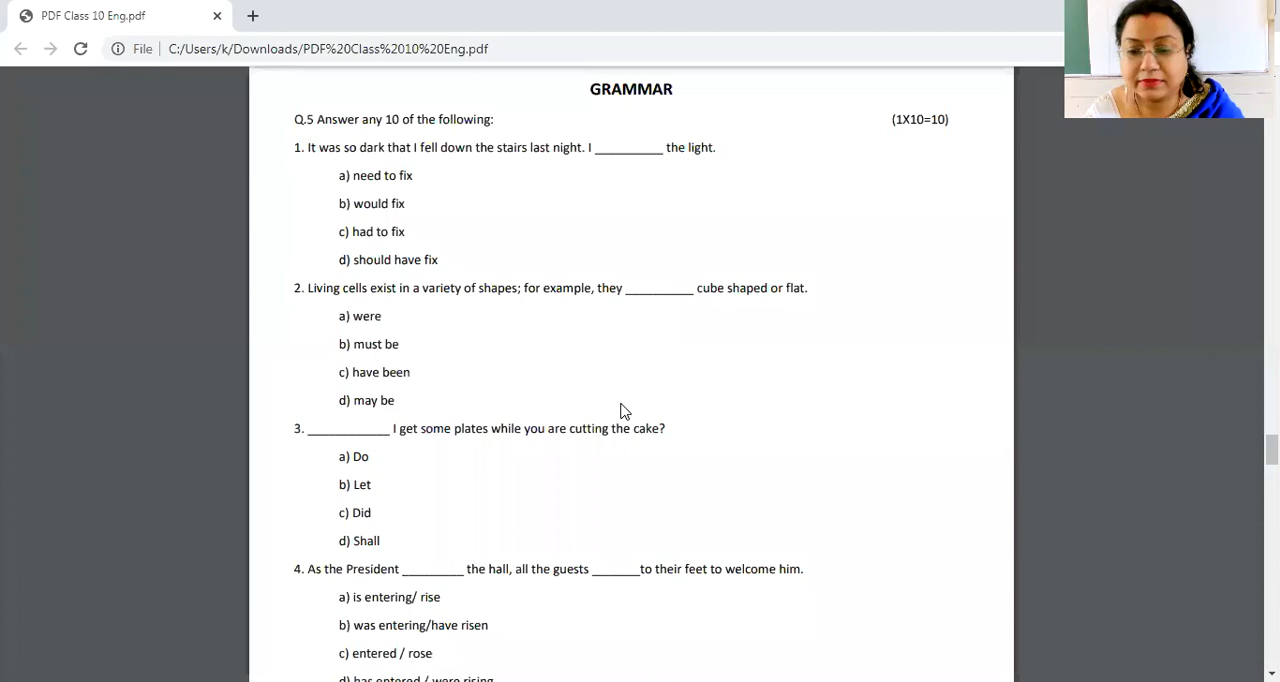 PDF Class 10 Eng.pdf
File C:/Users/k/Downloads/PDF%20Class%2010%20Eng.pdf
GRAMMAR
Q.5 Answer any 10 of the following: (1X10=10)
1. It was so dark that I fell down the stairs last night. I __________ the light.
a) need to fix
b) would fix
c) had to fix
d) should have fix
2. Living cells exist in a variety of shapes; for example, they __________ cube shaped or flat.
a) were
b) must be
c) have been
d) may be
3. ____________ I get some plates while you are cutting the cake?
a) Do
b) Let
c) Did
d) Shall
4. As the President _________ the hall, all the guests _______to their feet to welcome him.
a) is entering/ rise
b) was entering/have risen
c) entered / rose
d) has entered / were rising